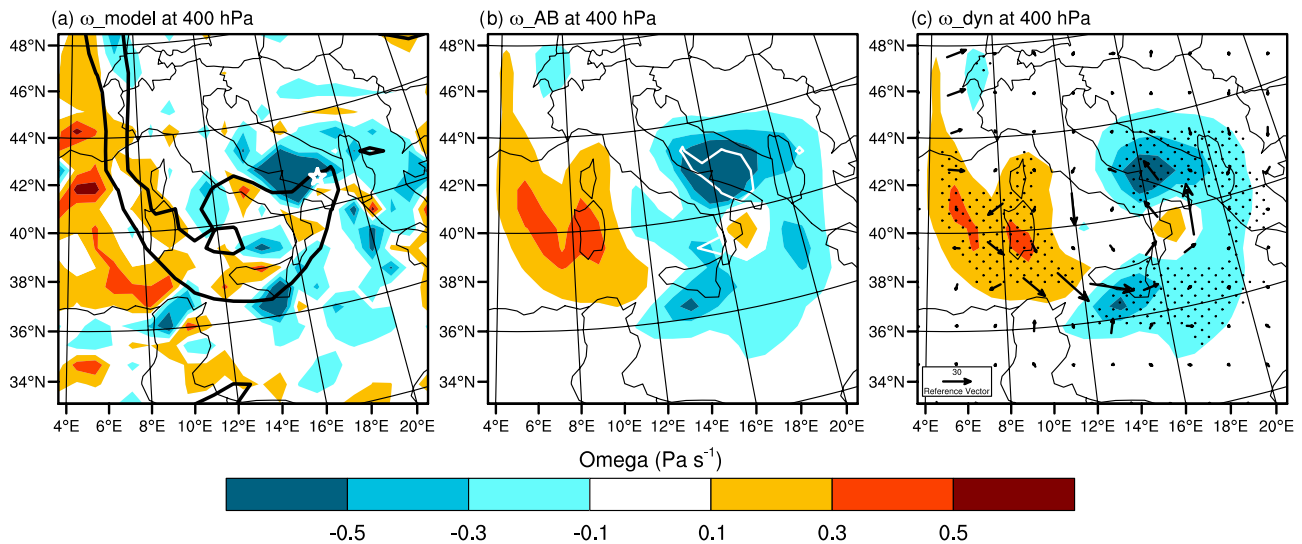 (a) ω_model at 400 hPa
(b) ω_AB at 400 hPa
(c) ω_dyn at 400 hPa
48°N
46°N
44°N
42°N
40°N
38°N
36°N
34°N
4°E 6°E 8°E 10°E 12°E 14°E 16°E 18°E 20°E
48°N
46°N
44°N
42°N
40°N
38°N
36°N
34°N
4°E 6°E 8°E 10°E 12°E 14°E 16°E 18°E 20°E
48°N
46°N
44°N
42°N
40°N
38°N
36°N
34°N
30
Reference Vector
4°E 6°E 8°E 10°E 12°E 14°E 16°E 18°E 20°E
Omega (Pa s⁻¹)
-0.5 -0.3 -0.1 0.1 0.3 0.5